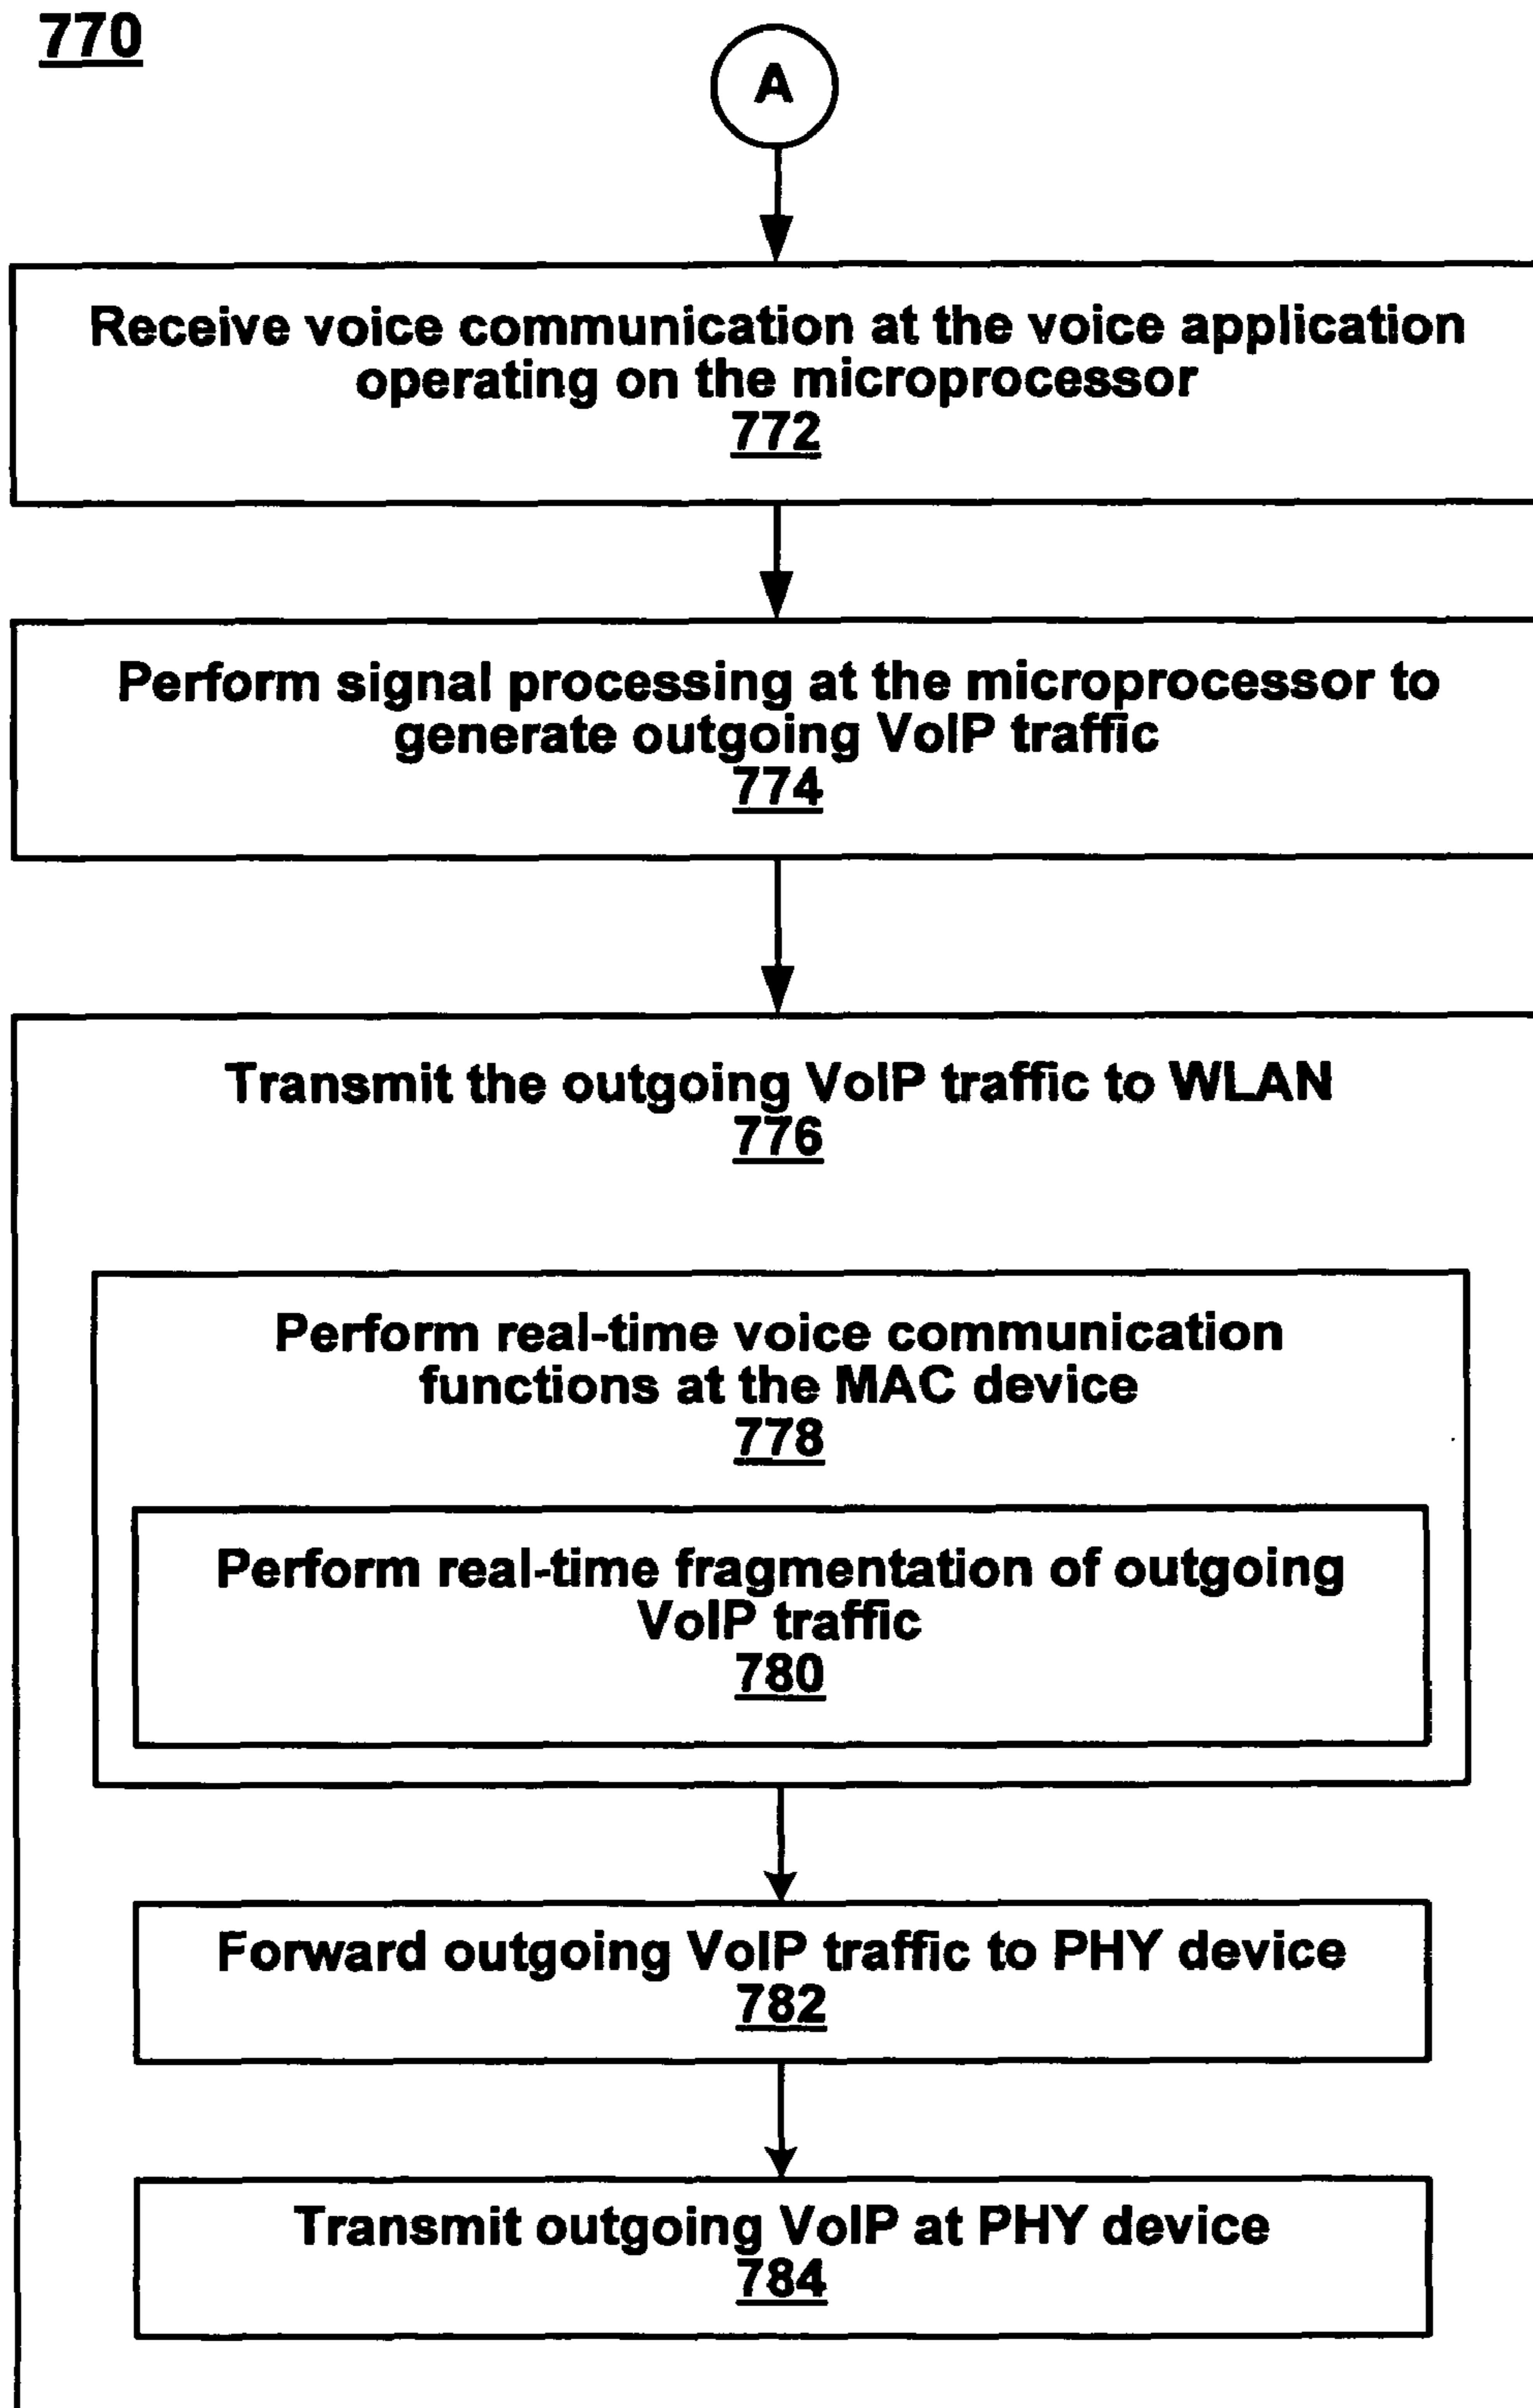 770
A
Receive voice communication at the voice application
operating on the microprocessor
772
Perform signal processing at the microprocessor to
generate outgoing VoIP traffic
774
Transmit the outgoing VoIP traffic to WLAN
776
Perform real-time voice communication
functions at the MAC device
778
Perform real-time fragmentation of outgoing
VoIP traffic
780
Forward outgoing VoIP traffic to PHY device
782
Transmit outgoing VoIP at PHY device
784